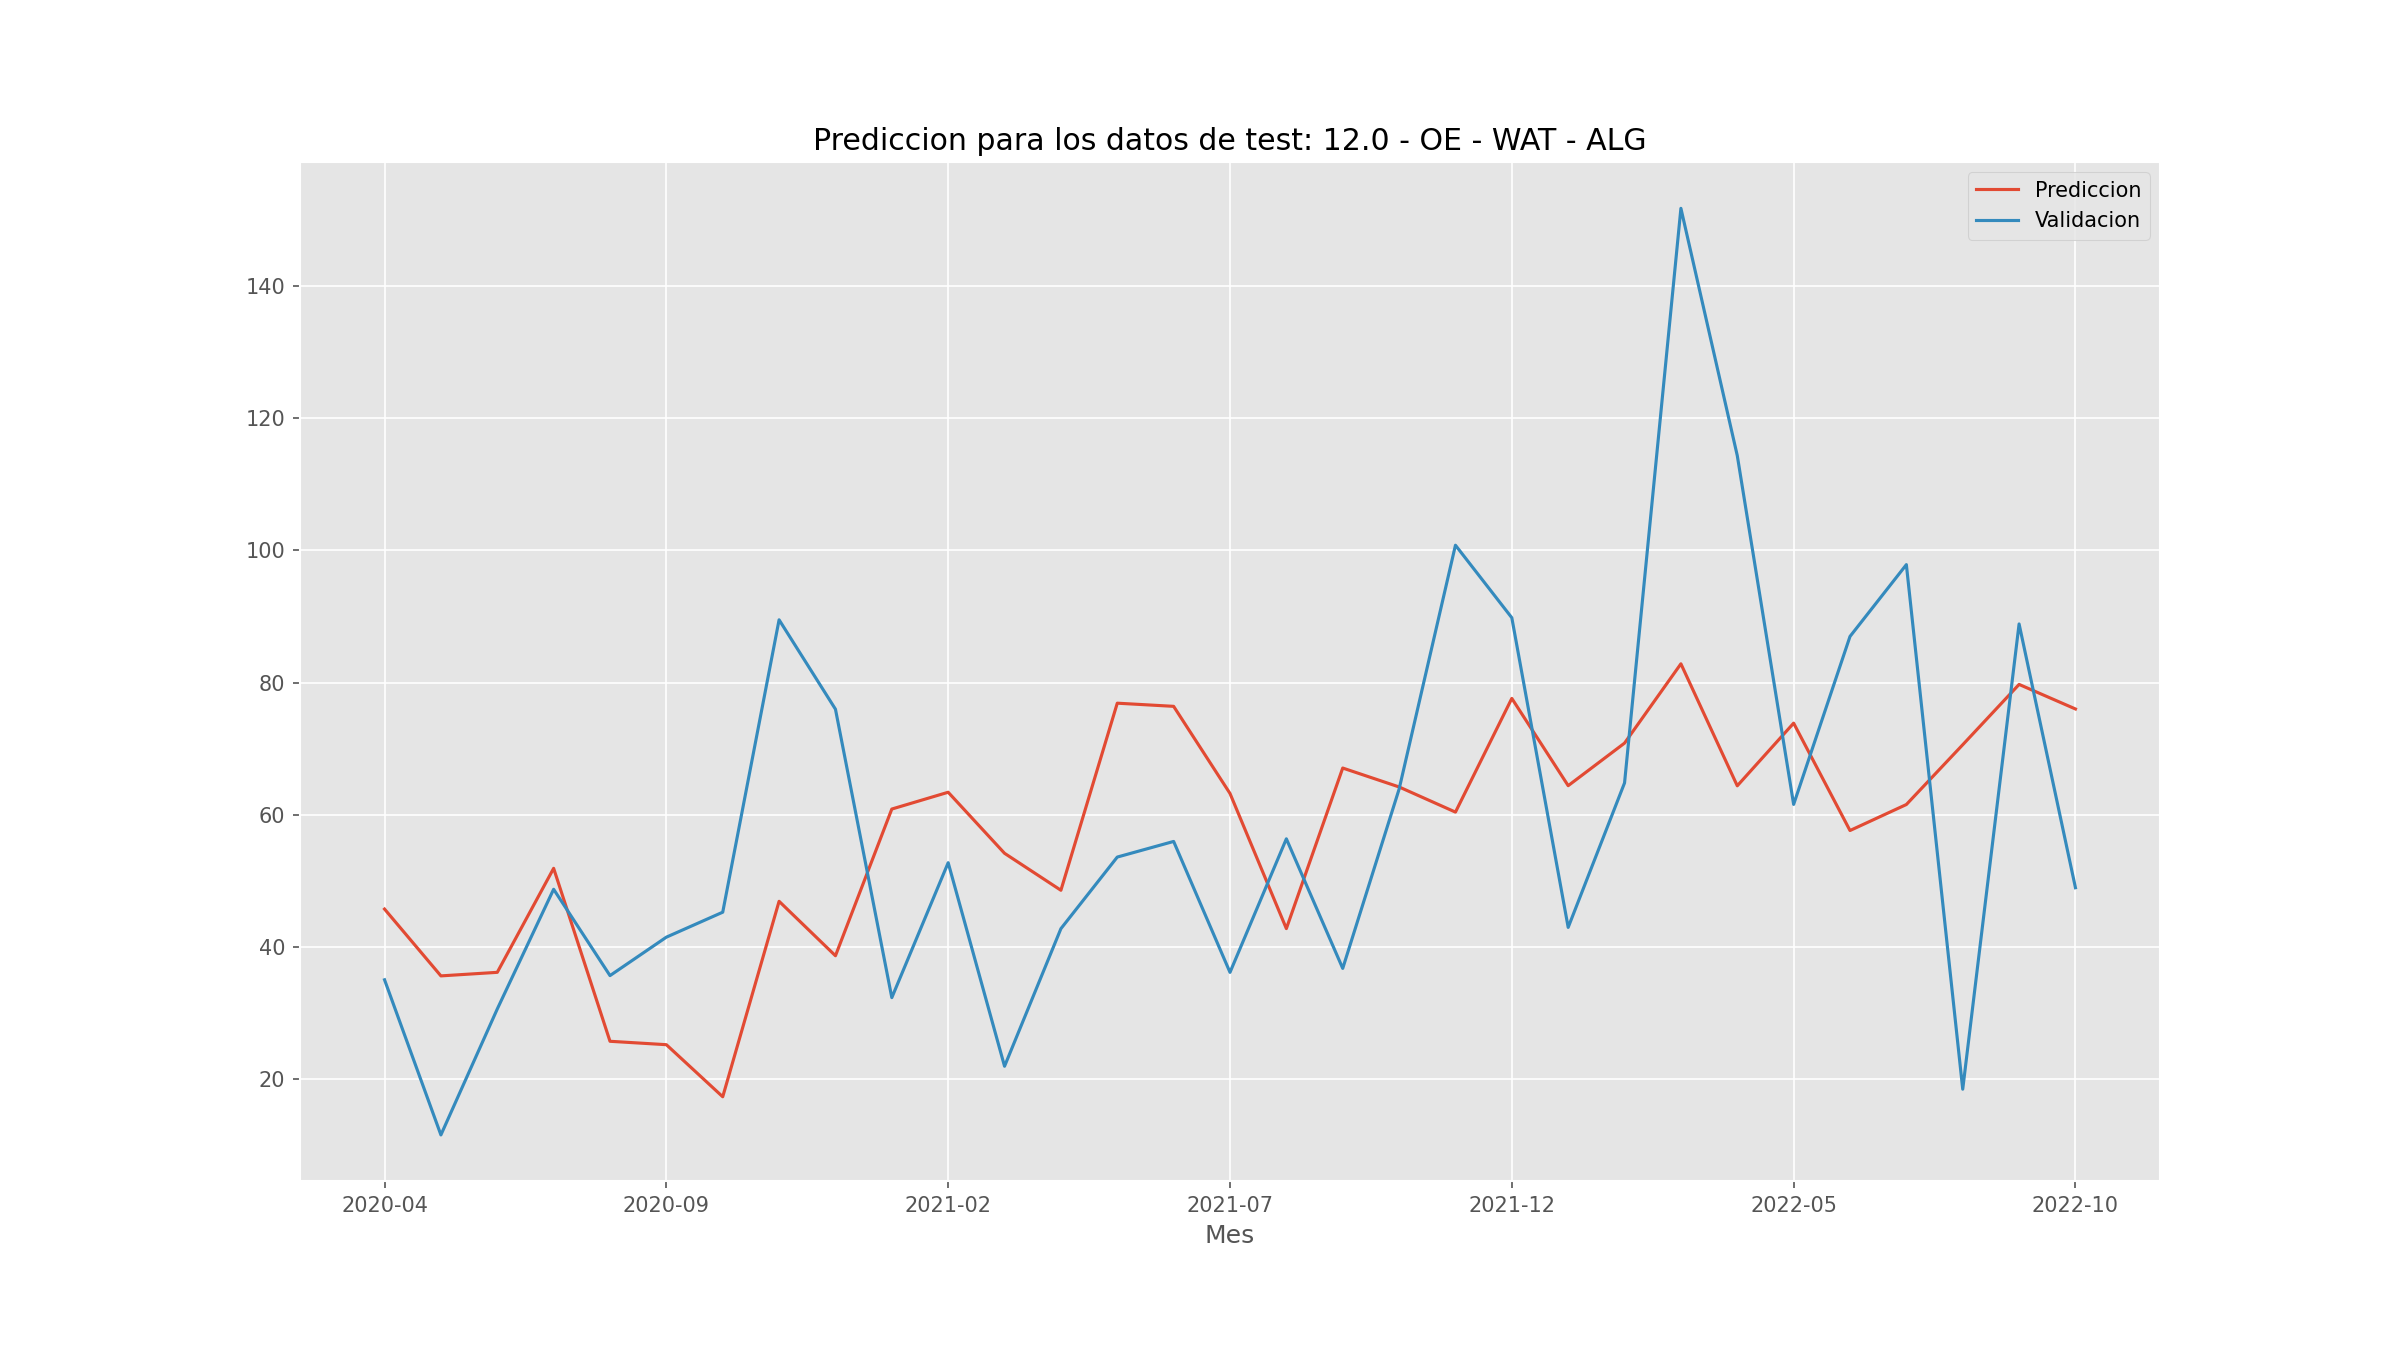 Prediccion para los datos de test: 12.0 - OE - WAT - ALG
Prediccion
Validacion
140
120
100
80
60
40
20
2020-04 2020-09 2021-02 2021-07 2021-12 2022-05 2022-10
Mes